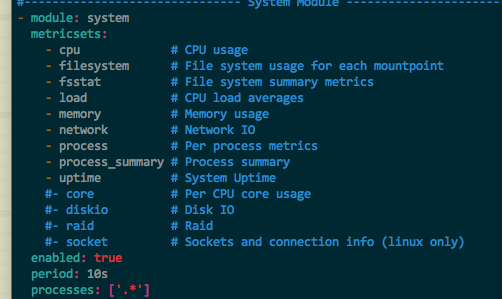 #------------------------------- System Module ----------------------
- module: system
  metricsets:
    - cpu             # CPU usage
    - filesystem      # File system usage for each mountpoint
    - fsstat          # File system summary metrics
    - load            # CPU load averages
    - memory          # Memory usage
    - network         # Network IO
    - process         # Per process metrics
    - process_summary # Process summary
    - uptime          # System Uptime
    #- core           # Per CPU core usage
    #- diskio         # Disk IO
    #- raid           # Raid
    #- socket         # Sockets and connection info (linux only)
  enabled: true
  period: 10s
  processes: ['.*']